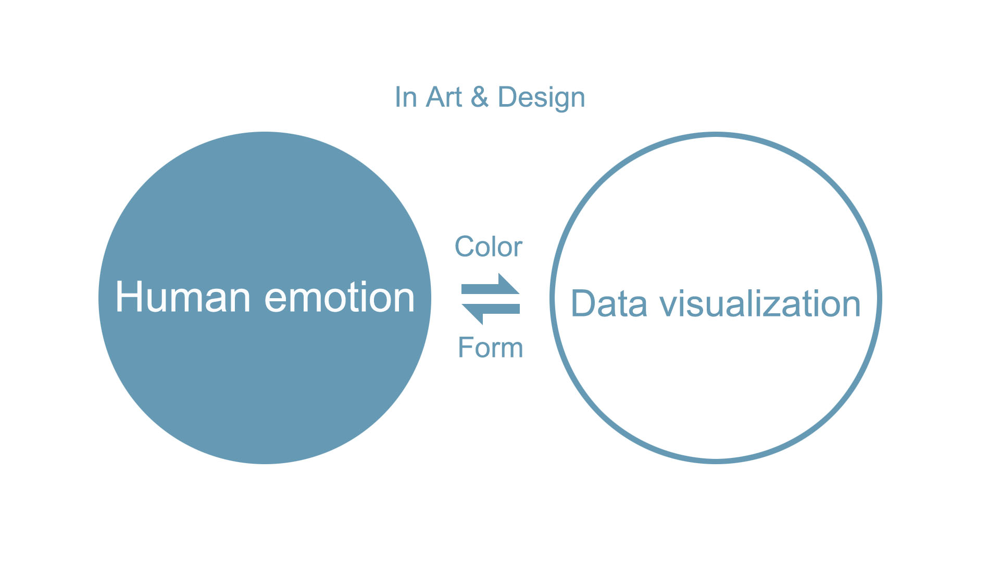 In Art & Design
Color
Human emotion
Data visualization
Form